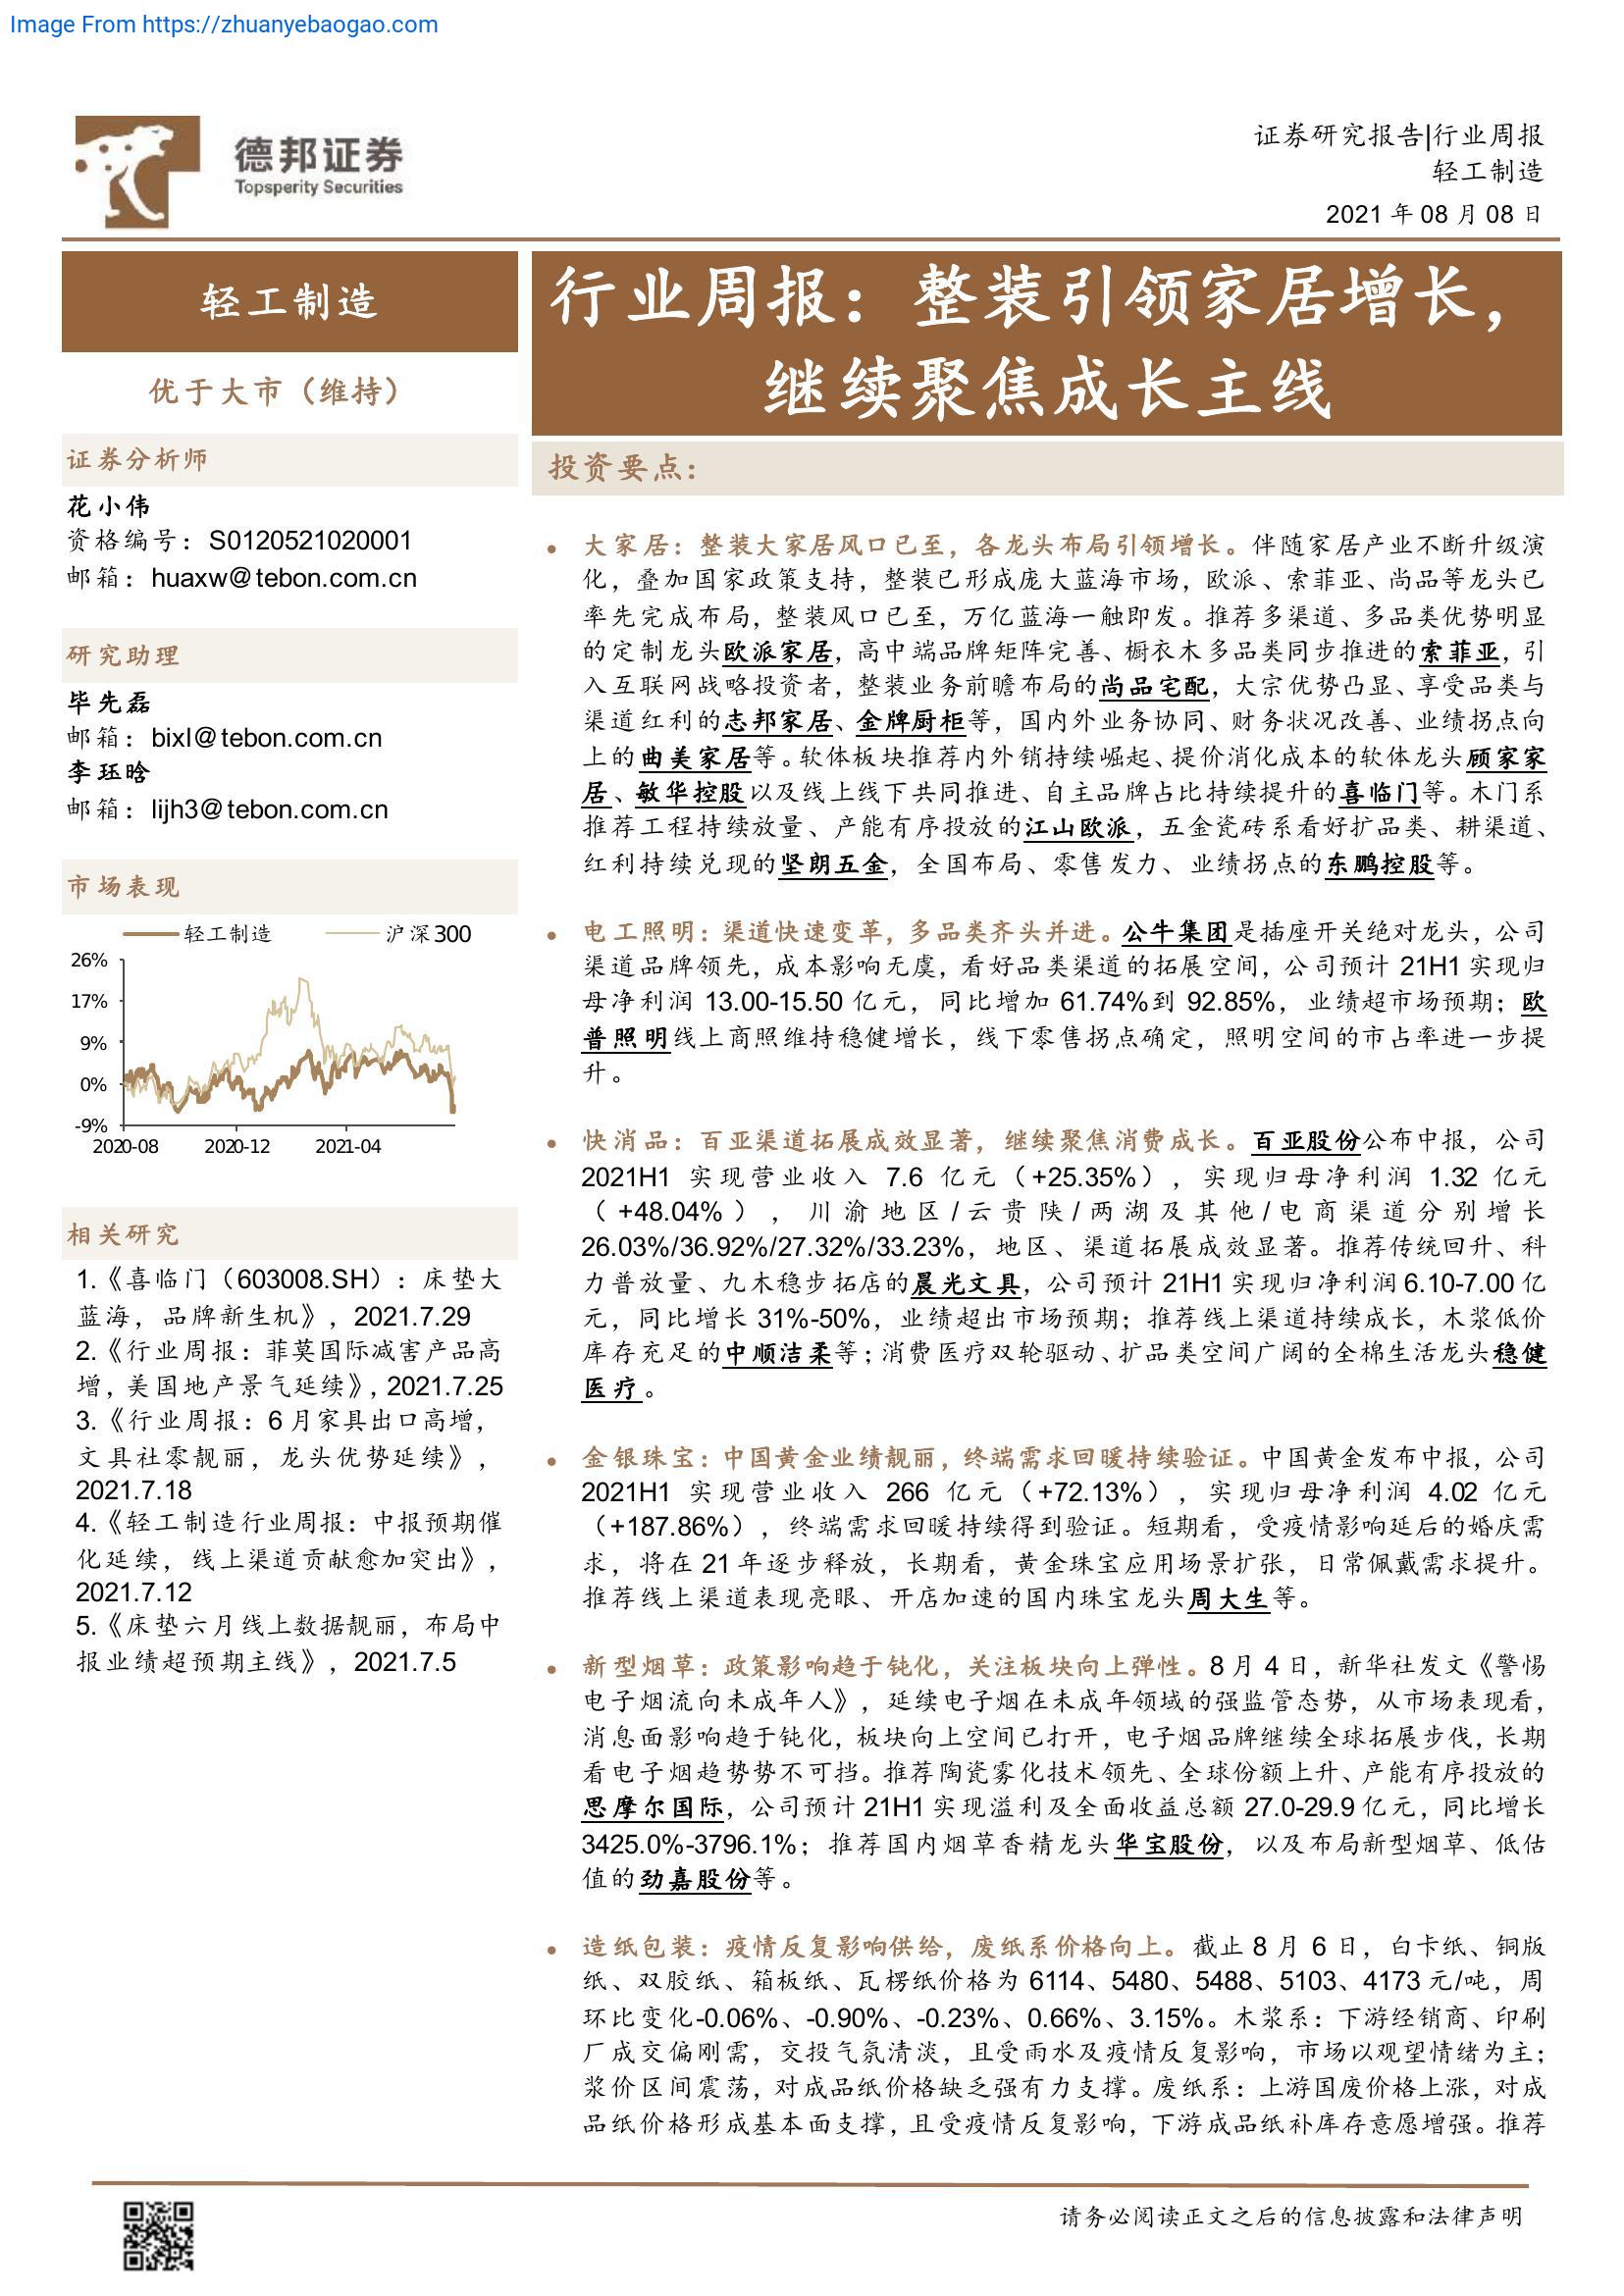 Image From https://zhuanyebaogao.com
德邦证券
Topsperity Securities
证券研究报告|行业周报
轻工制造
2021 年 08 月 08 日
轻工制造
优于大市（维持）
证券分析师
花小伟
资格编号：S0120521020001
邮箱：huaxw@tebon.com.cn
研究助理
毕先磊
邮箱：bixl@tebon.com.cn
李珏晗
邮箱：lijh3@tebon.com.cn
市场表现
轻工制造 沪深300
26%
17%
9%
0%
-9%
2020-08 2020-12 2021-04
相关研究
1.《喜临门（603008.SH）：床垫大
蓝海，品牌新生机》，2021.7.29
2.《行业周报：菲莫国际减害产品高
增，美国地产景气延续》，2021.7.25
3.《行业周报：6 月家具出口高增，
文具社零靓丽，龙头优势延续》，
2021.7.18
4.《轻工制造行业周报：中报预期催
化延续，线上渠道贡献愈加突出》，
2021.7.12
5.《床垫六月线上数据靓丽，布局中
报业绩超预期主线》，2021.7.5
行业周报：整装引领家居增长，
继续聚焦成长主线
投资要点：
● 大家居：整装大家居风口已至，各龙头布局引领增长。伴随家居产业不断升级演
化，叠加国家政策支持，整装已形成庞大蓝海市场，欧派、索菲亚、尚品等龙头已
率先完成布局，整装风口已至，万亿蓝海一触即发。推荐多渠道、多品类优势明显
的定制龙头欧派家居，高中端品牌矩阵完善、橱衣木多品类同步推进的索菲亚，引
入互联网战略投资者，整装业务前瞻布局的尚品宅配，大宗优势凸显、享受品类与
渠道红利的志邦家居、金牌厨柜等，国内外业务协同、财务状况改善、业绩拐点向
上的曲美家居等。软体板块推荐内外销持续崛起、提价消化成本的软体龙头顾家家
居、敏华控股以及线上线下共同推进、自主品牌占比持续提升的喜临门等。木门系
推荐工程持续放量、产能有序投放的江山欧派，五金瓷砖系看好扩品类、耕渠道、
红利持续兑现的坚朗五金，全国布局、零售发力、业绩拐点的东鹏控股等。
● 电工照明：渠道快速变革，多品类齐头并进。公牛集团是插座开关绝对龙头，公司
渠道品牌领先，成本影响无虞，看好品类渠道的拓展空间，公司预计 21H1 实现归
母净利润 13.00-15.50 亿元，同比增加 61.74%到 92.85%，业绩超市场预期；欧
普照明线上商照维持稳健增长，线下零售拐点确定，照明空间的市占率进一步提
升。
● 快消品：百亚渠道拓展成效显著，继续聚焦消费成长。百亚股份公布中报，公司
2021H1 实现营业收入 7.6 亿元（+25.35%），实现归母净利润 1.32 亿元
（+48.04%），川渝地区/云贵陕/两湖及其他/电商渠道分别增长
26.03%/36.92%/27.32%/33.23%，地区、渠道拓展成效显著。推荐传统回升、科
力普放量、九木稳步拓店的晨光文具，公司预计 21H1 实现归净利润 6.10-7.00 亿
元，同比增长 31%-50%，业绩超出市场预期；推荐线上渠道持续成长，木浆低价
库存充足的中顺洁柔等；消费医疗双轮驱动、扩品类空间广阔的全棉生活龙头稳健
医疗。
● 金银珠宝：中国黄金业绩靓丽，终端需求回暖持续验证。中国黄金发布中报，公司
2021H1 实现营业收入 266 亿元（+72.13%），实现归母净利润 4.02 亿元
（+187.86%），终端需求回暖持续得到验证。短期看，受疫情影响延后的婚庆需
求，将在 21 年逐步释放，长期看，黄金珠宝应用场景扩张，日常佩戴需求提升。
推荐线上渠道表现亮眼、开店加速的国内珠宝龙头周大生等。
● 新型烟草：政策影响趋于钝化，关注板块向上弹性。8 月 4 日，新华社发文《警惕
电子烟流向未成年人》，延续电子烟在未成年领域的强监管态势，从市场表现看，
消息面影响趋于钝化，板块向上空间已打开，电子烟品牌继续全球拓展步伐，长期
看电子烟趋势势不可挡。推荐陶瓷雾化技术领先、全球份额上升、产能有序投放的
思摩尔国际，公司预计 21H1 实现溢利及全面收益总额 27.0-29.9 亿元，同比增长
3425.0%-3796.1%；推荐国内烟草香精龙头华宝股份，以及布局新型烟草、低估
值的劲嘉股份等。
● 造纸包装：疫情反复影响供给，废纸系价格向上。截止 8 月 6 日，白卡纸、铜版
纸、双胶纸、箱板纸、瓦楞纸价格为 6114、5480、5488、5103、4173 元/吨，周
环比变化-0.06%、-0.90%、-0.23%、0.66%、3.15%。木浆系：下游经销商、印刷
厂成交偏刚需，交投气氛清淡，且受雨水及疫情反复影响，市场以观望情绪为主；
浆价区间震荡，对成品纸价格缺乏强有力支撑。废纸系：上游国废价格上涨，对成
品纸价格形成基本面支撑，且受疫情反复影响，下游成品纸补库存意愿增强。推荐
请务必阅读正文之后的信息披露和法律声明